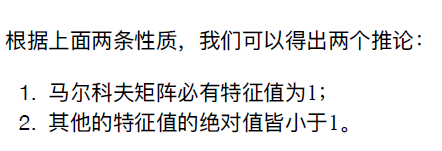 根据上面两条性质，我们可以得出两个推论：
1. 马尔科夫矩阵必有特征值为1；
2. 其他的特征值的绝对值皆小于1。